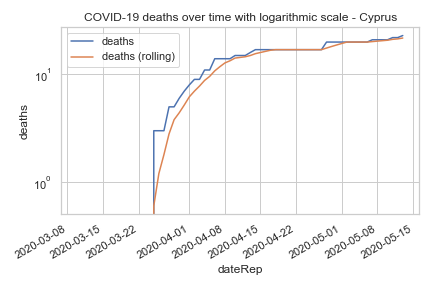 COVID-19 deaths over time with logarithmic scale - Cyprus
deaths
deaths (rolling)
10¹
10⁰
deaths
2020-03-08
2020-03-15
2020-03-22
2020-04-01
2020-04-08
2020-04-15
2020-04-22
2020-05-01
2020-05-08
2020-05-15
dateRep